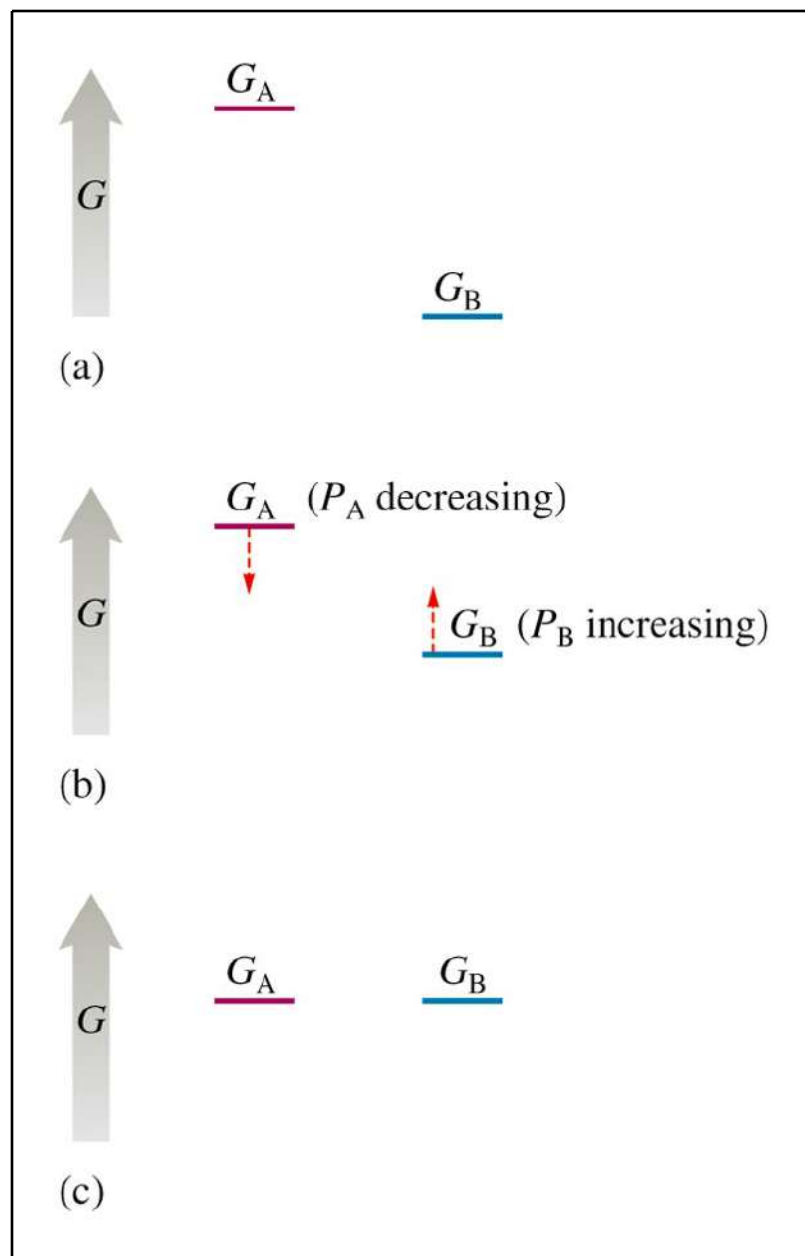 G_A
G
G_B
(a)
G_A (P_A decreasing)
G
G_B (P_B increasing)
(b)
G_A G_B
G
(c)